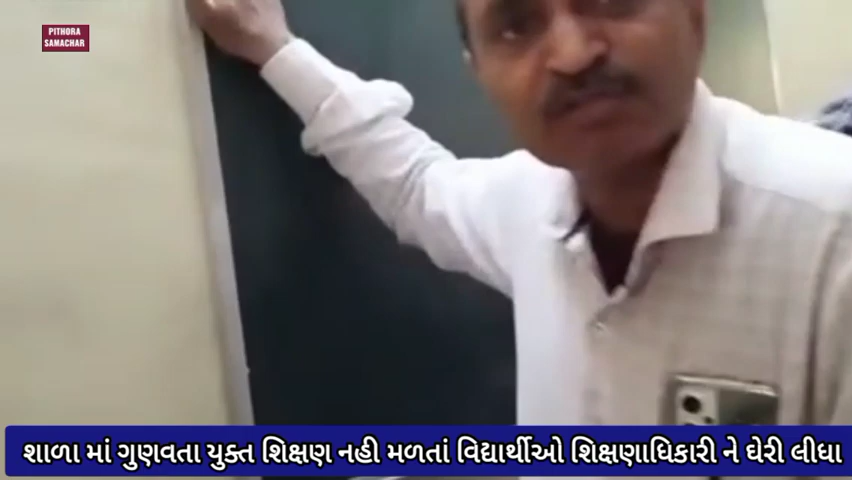 PITHORA
SAMACHAR
શાળા માં ગુણવતા યુક્ત શિક્ષણ નહી મળતાં વિદ્યાર્થીઓ શિક્ષણાધિકારી ને ઘેરી લીધા